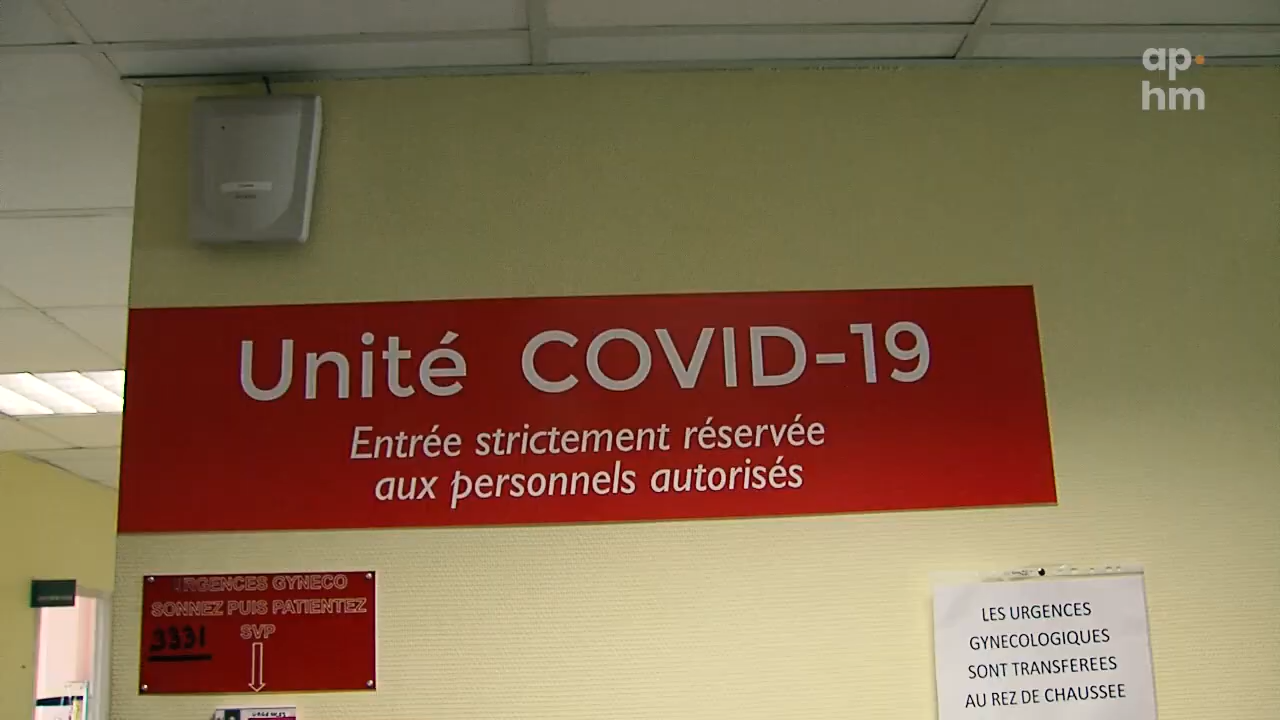 ap
hm
Unité COVID-19
Entrée strictement réservée
aux personnels autorisés
URGENCES GYNECO
SONNEZ PUIS PATIENTEZ
SVP
3331
LES URGENCES
GYNECOLOGIQUES
SONT TRANSFEREES
AU REZ DE CHAUSSEE